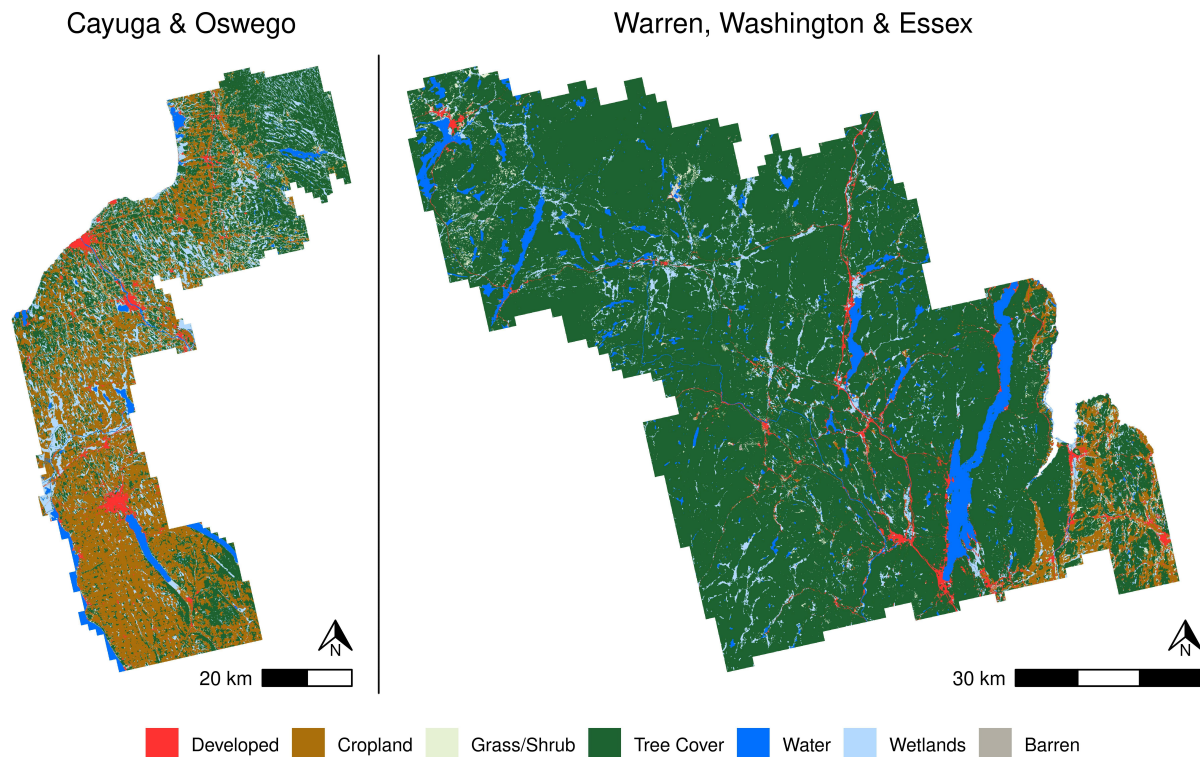 Cayuga & Oswego
Warren, Washington & Essex
N
20 km
N
30 km
Developed
Cropland
Grass/Shrub
Tree Cover
Water
Wetlands
Barren